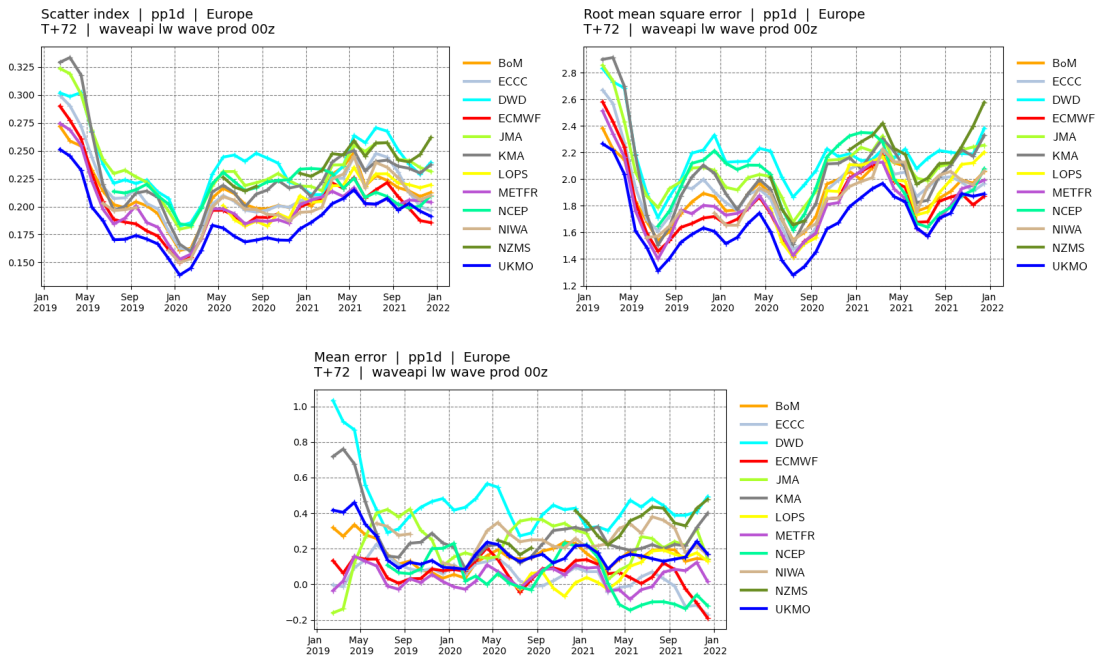 Scatter index | pp1d | Europe
T+72 | waveapi lw wave prod 00z
0.325
0.300
0.275
0.250
0.225
0.200
0.175
0.150
Jan May Sep Jan May Sep Jan May Sep Jan
2019 2019 2019 2020 2020 2020 2021 2021 2021 2022
BoM
ECCC
DWD
ECMWF
JMA
KMA
LOPS
METFR
NCEP
NIWA
NZMS
UKMO
Root mean square error | pp1d | Europe
T+72 | waveapi lw wave prod 00z
2.8
2.6
2.4
2.2
2.0
1.8
1.6
1.4
1.2
Jan May Sep Jan May Sep Jan May Sep Jan
2019 2019 2019 2020 2020 2020 2021 2021 2021 2022
BoM
ECCC
DWD
ECMWF
JMA
KMA
LOPS
METFR
NCEP
NIWA
NZMS
UKMO
Mean error | pp1d | Europe
T+72 | waveapi lw wave prod 00z
1.0
0.8
0.6
0.4
0.2
0.0
−0.2
Jan May Sep Jan May Sep Jan May Sep Jan
2019 2019 2019 2020 2020 2020 2021 2021 2021 2022
BoM
ECCC
DWD
ECMWF
JMA
KMA
LOPS
METFR
NCEP
NIWA
NZMS
UKMO